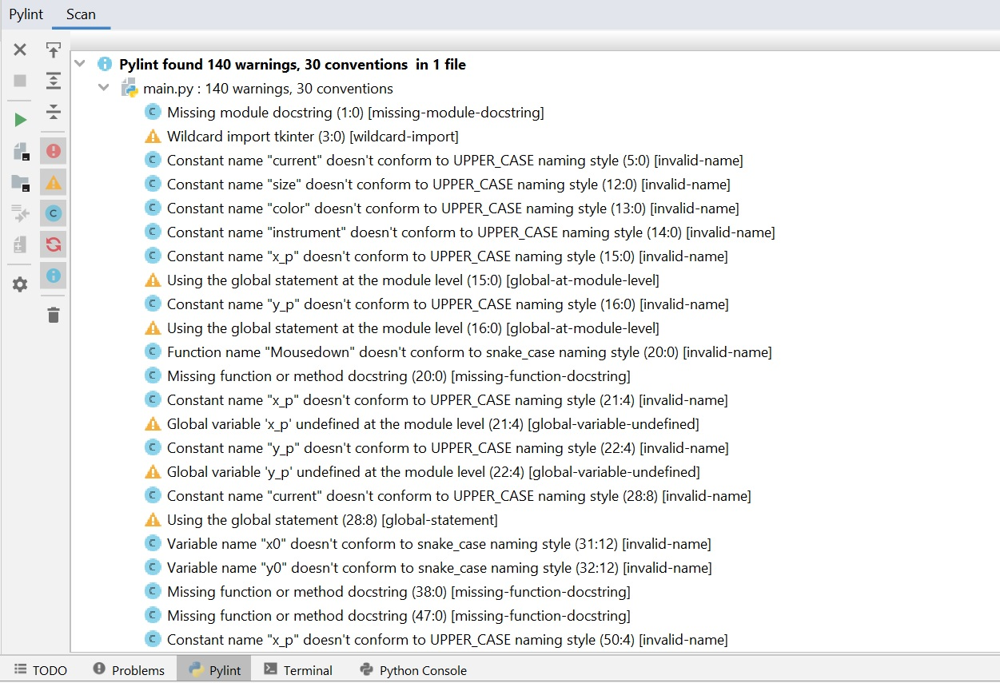 Pylint Scan
Pylint found 140 warnings, 30 conventions in 1 file
main.py : 140 warnings, 30 conventions
C Missing module docstring (1:0) [missing-module-docstring]
Wildcard import tkinter (3:0) [wildcard-import]
C Constant name "current" doesn't conform to UPPER_CASE naming style (5:0) [invalid-name]
C Constant name "size" doesn't conform to UPPER_CASE naming style (12:0) [invalid-name]
C Constant name "color" doesn't conform to UPPER_CASE naming style (13:0) [invalid-name]
C Constant name "instrument" doesn't conform to UPPER_CASE naming style (14:0) [invalid-name]
C Constant name "x_p" doesn't conform to UPPER_CASE naming style (15:0) [invalid-name]
Using the global statement at the module level (15:0) [global-at-module-level]
C Constant name "y_p" doesn't conform to UPPER_CASE naming style (16:0) [invalid-name]
Using the global statement at the module level (16:0) [global-at-module-level]
C Function name "Mousedown" doesn't conform to snake_case naming style (20:0) [invalid-name]
C Missing function or method docstring (20:0) [missing-function-docstring]
C Constant name "x_p" doesn't conform to UPPER_CASE naming style (21:4) [invalid-name]
Global variable 'x_p' undefined at the module level (21:4) [global-variable-undefined]
C Constant name "y_p" doesn't conform to UPPER_CASE naming style (22:4) [invalid-name]
Global variable 'y_p' undefined at the module level (22:4) [global-variable-undefined]
C Constant name "current" doesn't conform to UPPER_CASE naming style (28:8) [invalid-name]
Using the global statement (28:8) [global-statement]
C Variable name "x0" doesn't conform to snake_case naming style (31:12) [invalid-name]
C Variable name "y0" doesn't conform to snake_case naming style (32:12) [invalid-name]
C Missing function or method docstring (38:0) [missing-function-docstring]
C Missing function or method docstring (47:0) [missing-function-docstring]
C Constant name "x_p" doesn't conform to UPPER_CASE naming style (50:4) [invalid-name]
TODO Problems Pylint Terminal Python Console